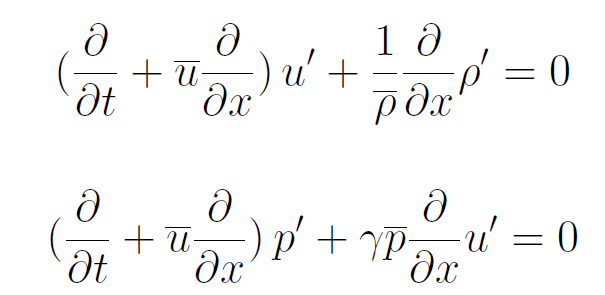 (∂/∂t + u̅ ∂/∂x) u′ + 1/ρ̅ ∂/∂x ρ′ = 0
(∂/∂t + u̅ ∂/∂x) p′ + γp̅ ∂/∂x u′ = 0